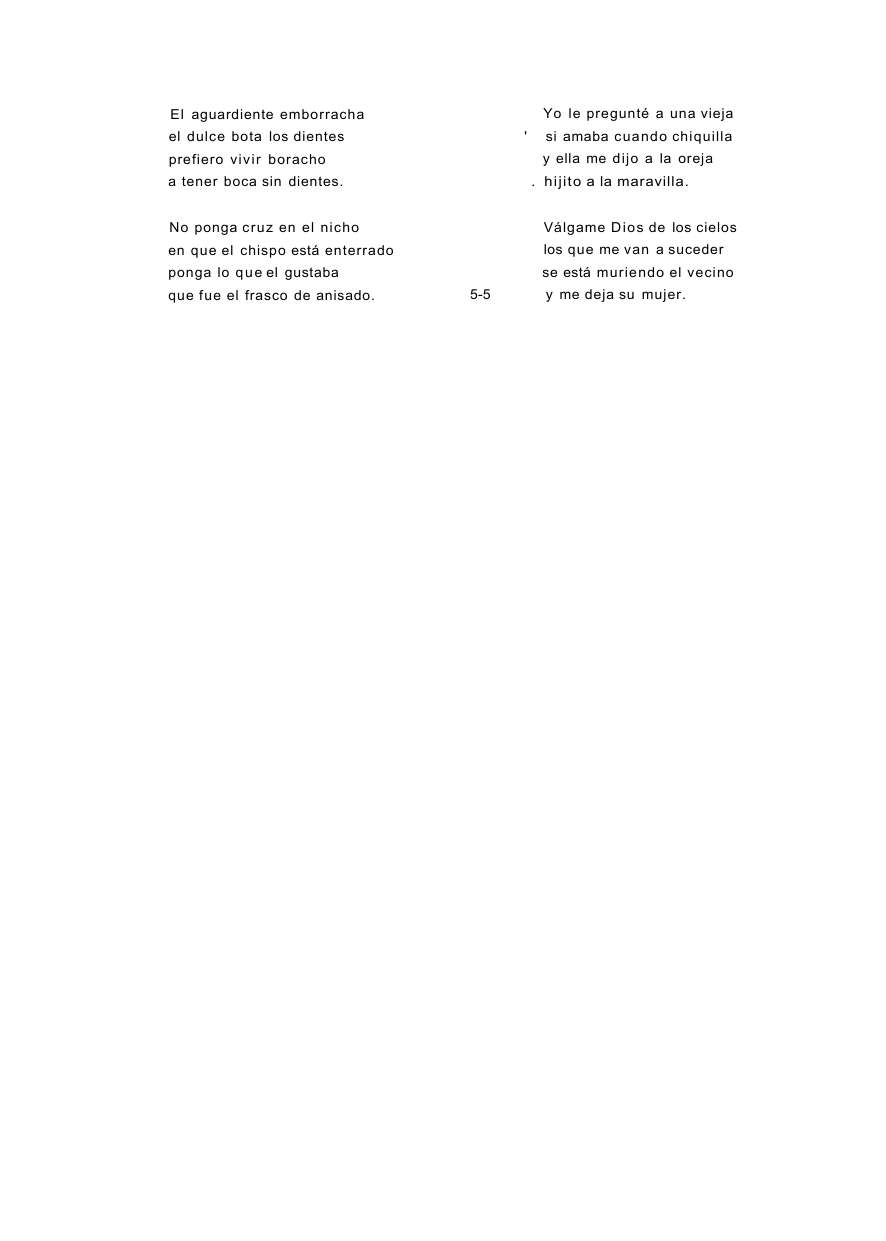 El aguardiente emborracha
el dulce bota los dientes
prefiero vivir boracho
a tener boca sin dientes.
No ponga cruz en el nicho
en que el chispo está enterrado
ponga lo que el gustaba
que fue el frasco de anisado.
5-5
Yo le pregunté a una vieja
' si amaba cuando chiquilla
y ella me dijo a la oreja
. hijito a la maravilla.
Válgame Dios de los cielos
los que me van a suceder
se está muriendo el vecino
y me deja su mujer.